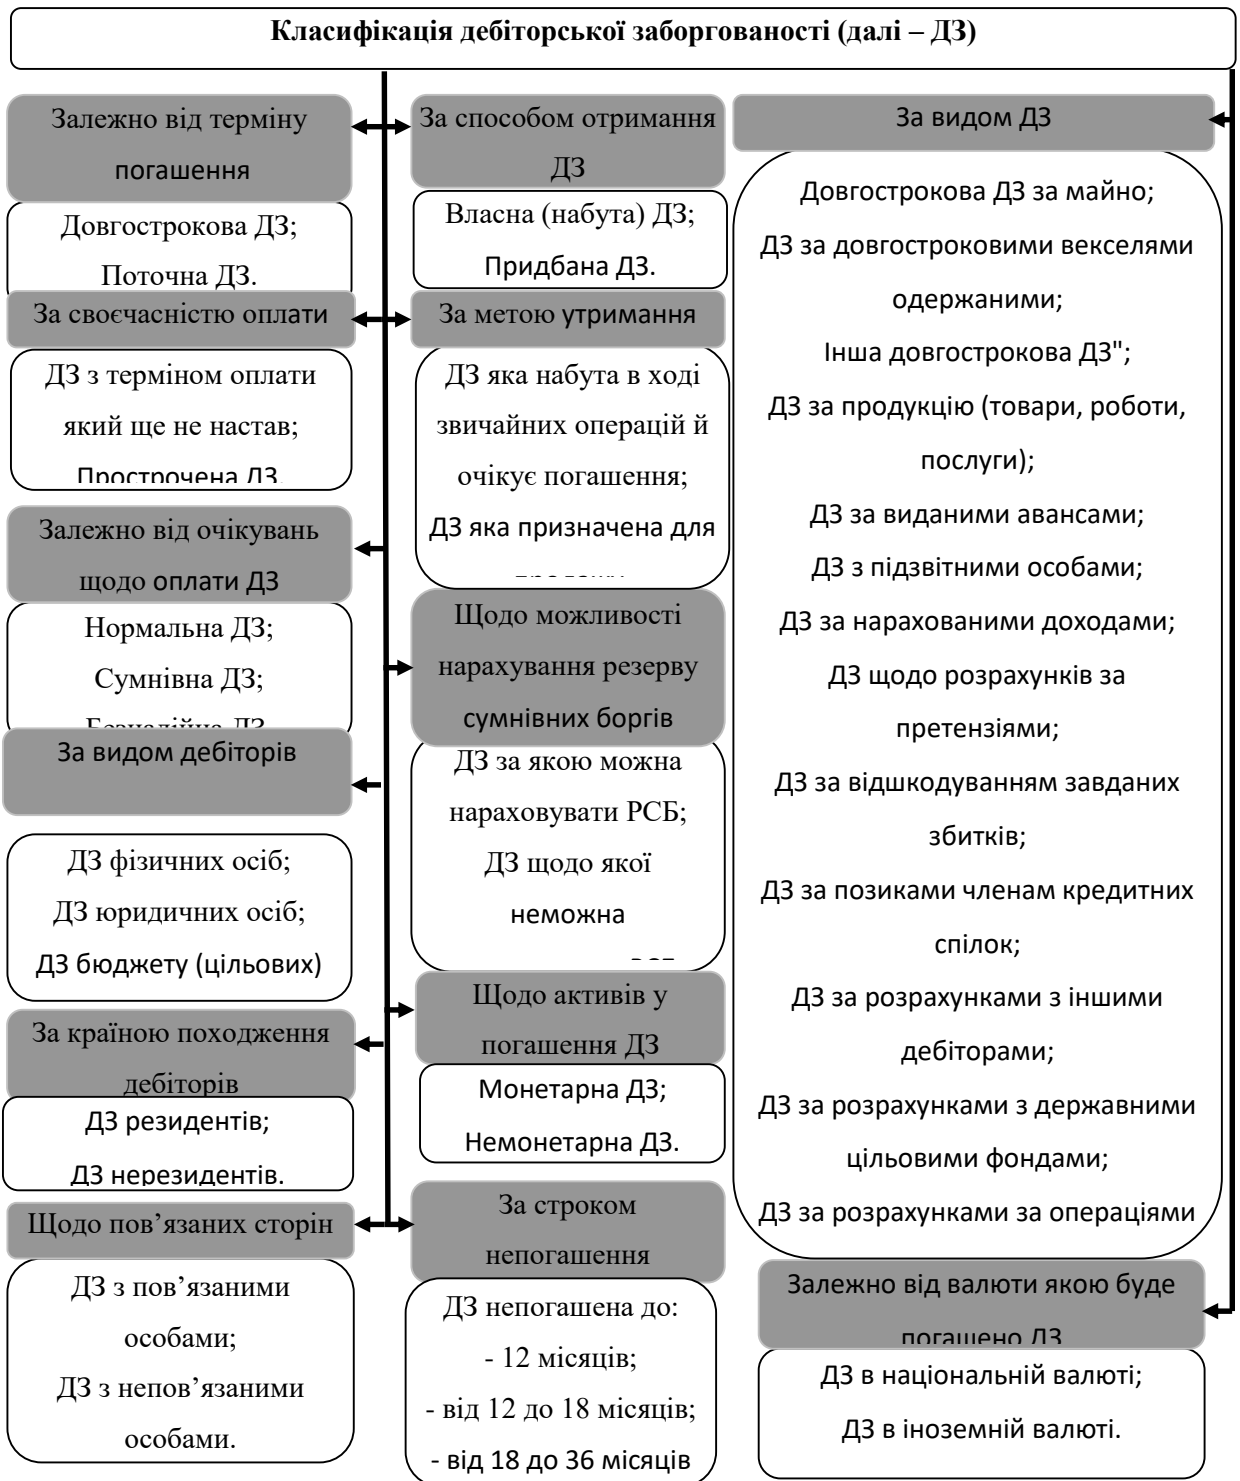 Класифікація дебіторської заборгованості (далі – ДЗ)
Залежно від терміну
погашення
Довгострокова ДЗ;
Поточна ДЗ.
За своєчасністю оплати
ДЗ з терміном оплати
який ще не настав;
Прострочена ДЗ.
Залежно від очікувань
щодо оплати ДЗ
Нормальна ДЗ;
Сумнівна ДЗ;
Безнадійна ДЗ
За видом дебіторів
ДЗ фізичних осіб;
ДЗ юридичних осіб;
ДЗ бюджету (цільових)
За країною походження
дебіторів
ДЗ резидентів;
ДЗ нерезидентів.
Щодо пов’язаних сторін
ДЗ з пов’язаними
особами;
ДЗ з непов’язаними
особами.
За способом отримання
ДЗ
Власна (набута) ДЗ;
Придбана ДЗ.
За метою утримання
ДЗ яка набута в ході
звичайних операцій й
очікує погашення;
ДЗ яка призначена для
Щодо можливості
нарахування резерву
сумнівних боргів
ДЗ за якою можна
нараховувати РСБ;
ДЗ щодо якої
неможна
Щодо активів у
погашення ДЗ
Монетарна ДЗ;
Немонетарна ДЗ.
За строком
непогашення
ДЗ непогашена до:
- 12 місяців;
- від 12 до 18 місяців;
- від 18 до 36 місяців
За видом ДЗ
Довгострокова ДЗ за майно;
ДЗ за довгостроковими векселями
одержаними;
Інша довгострокова ДЗ";
ДЗ за продукцію (товари, роботи,
послуги);
ДЗ за виданими авансами;
ДЗ з підзвітними особами;
ДЗ за нарахованими доходами;
ДЗ щодо розрахунків за
претензіями;
ДЗ за відшкодуванням завданих
збитків;
ДЗ за позиками членам кредитних
спілок;
ДЗ за розрахунками з іншими
дебіторами;
ДЗ за розрахунками з державними
цільовими фондами;
ДЗ за розрахунками за операціями
Залежно від валюти якою буде
погашено ДЗ
ДЗ в національній валюті;
ДЗ в іноземній валюті.